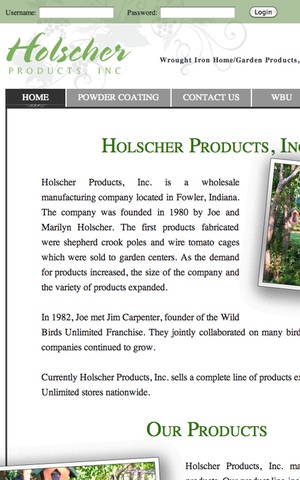 Username: Password: Login
Holscher
PRODUCTS, INC
Wrought Iron Home/Garden Products,
HOME POWDER COATING CONTACT US WBU
HOLSCHER PRODUCTS, INC
Holscher Products, Inc. is a wholesale
manufacturing company located in Fowler, Indiana.
The company was founded in 1980 by Joe and
Marilyn Holscher. The first products fabricated
were shepherd crook poles and wire tomato cages
which were sold to garden centers. As the demand
for products increased, the size of the company and
the variety of products expanded.
In 1982, Joe met Jim Carpenter, founder of the Wild
Birds Unlimited Franchise. They jointly collaborated on many bird
companies continued to grow.
Currently Holscher Products, Inc. sells a complete line of products ex
Unlimited stores nationwide.
OUR PRODUCTS
Holscher Products, Inc. ma
products. Our product line incl